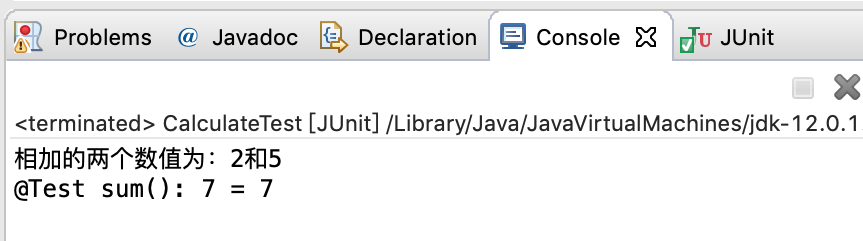 Problems @ Javadoc Declaration Console JUnit
<terminated> CalculateTest [JUnit] /Library/Java/JavaVirtualMachines/jdk-12.0.1.
相加的两个数值为：2和5
@Test sum(): 7 = 7